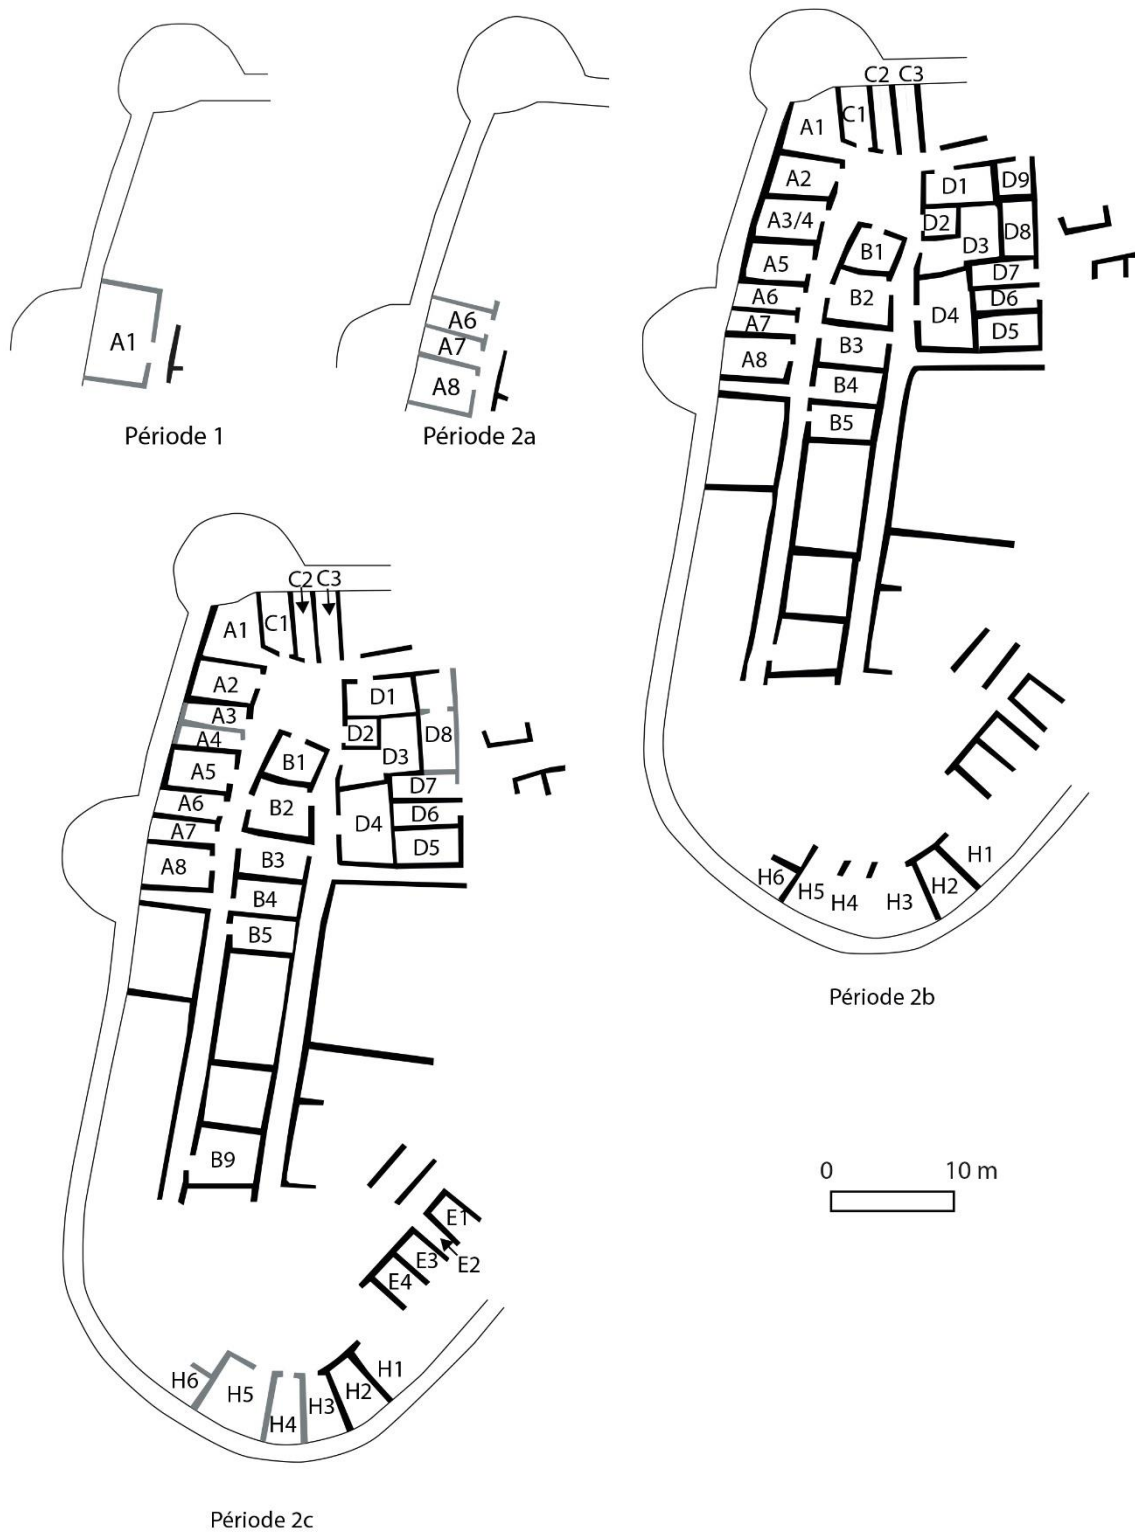 A1
Période 1
A6
A7
A8
Période 2a
C2 C3
C1
A1
A2
A3/4
A5
A6
A7
A8
B1
B2
B3
B4
B5
D1
D9
D2
D3
D8
D7
D6
D4
D5
H6
H5
H4
H3
H2
H1
Période 2b
C2 C3
C1
A1
A2
A3
A4
A5
A6
A7
A8
B1
B2
B3
B4
B5
B9
D1
D2
D3
D8
D7
D6
D4
D5
E1
E2
E3
E4
H6
H5
H4
H3
H2
H1
Période 2c
0 10 m